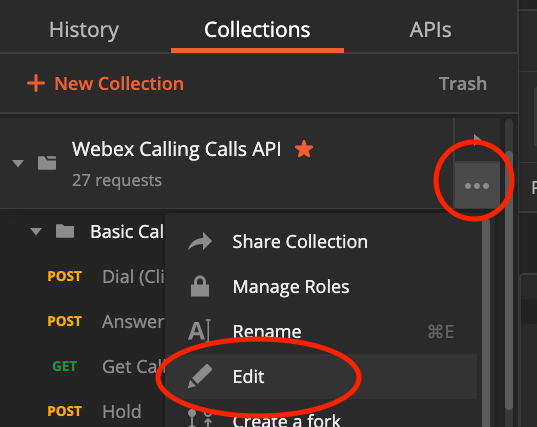 History Collections APIs
+ New Collection Trash
Webex Calling Calls API
27 requests
Basic Cal
Share Collection
POST Dial (Cli
Manage Roles
POST Answer
Rename ⌘E
GET Get Cal
Edit
POST Hold
Create a fork